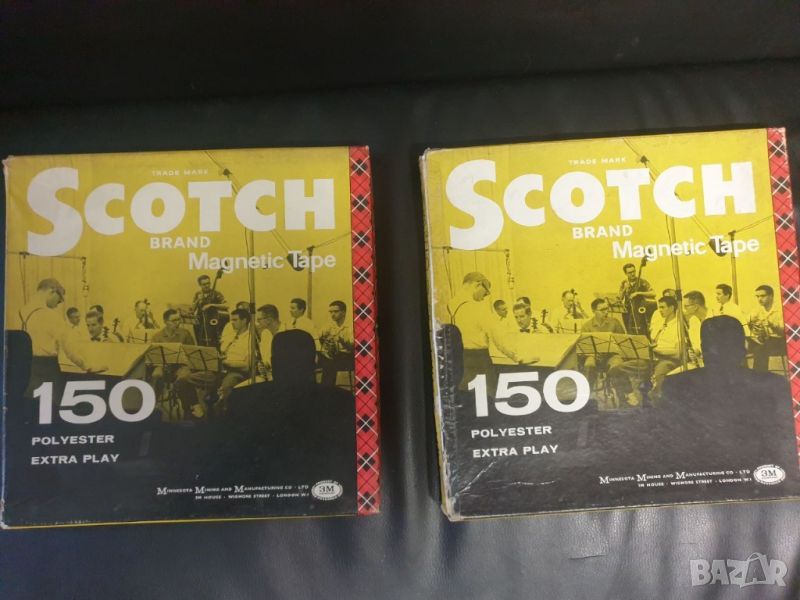 TRADE MARK
SCOTCH
BRAND
Magnetic Tape
150
POLYESTER
EXTRA PLAY
MINNESOTA MINING AND MANUFACTURING CO · LTD
3M HOUSE · WIGMORE STREET · LONDON W1
3M
TRADE MARK
SCOTCH
BRAND
Magnetic Tape
150
POLYESTER
EXTRA PLAY
MINNESOTA MINING AND MANUFACTURING CO · LTD
3M HOUSE · WIGMORE STREET · LONDON W1
3M
BAZAR